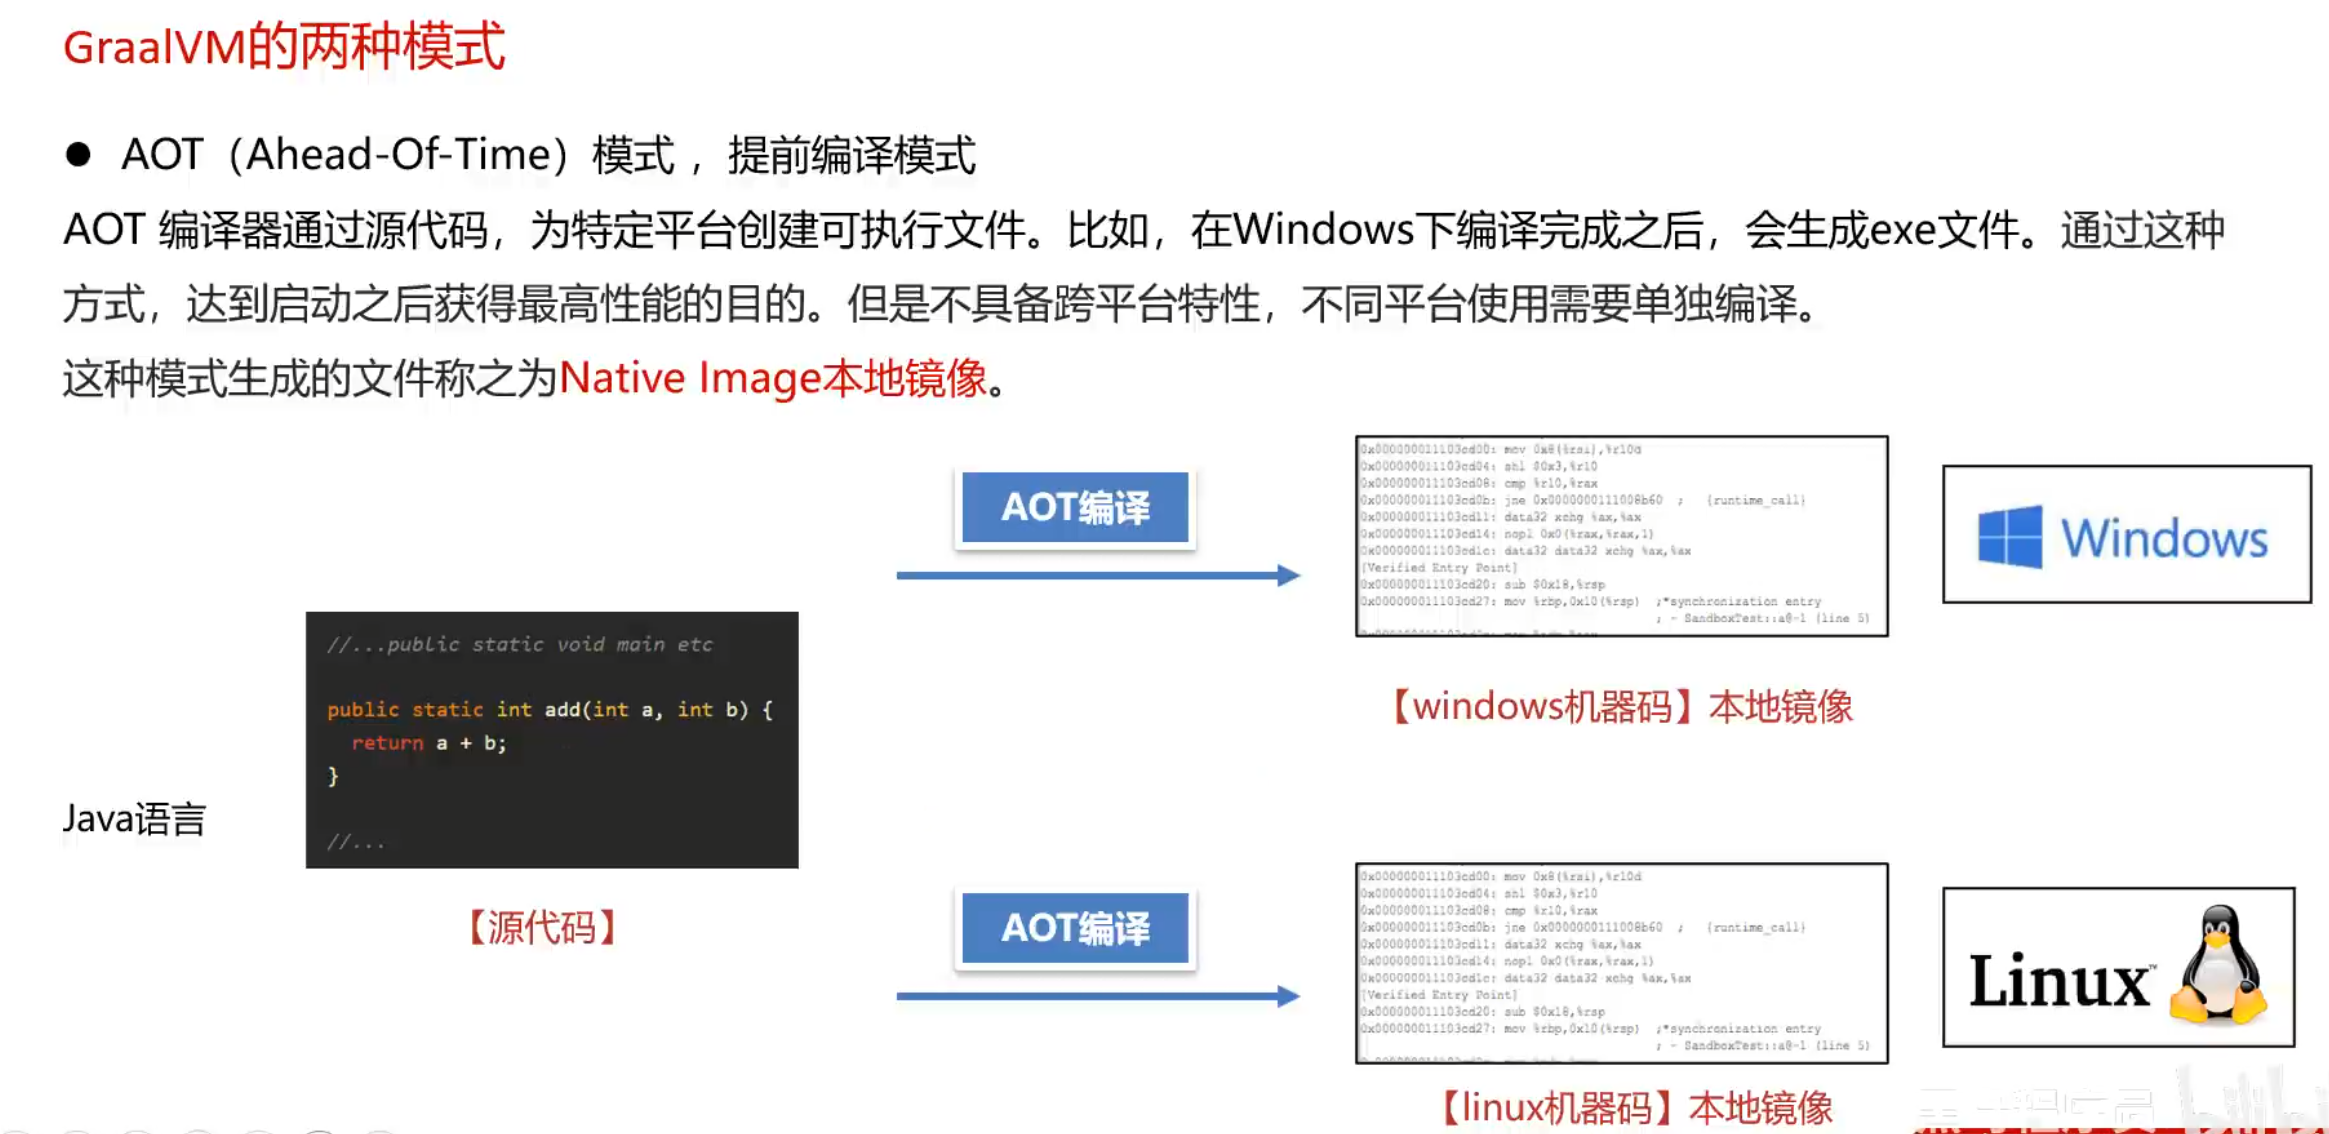 GraalVM的两种模式
● AOT（Ahead-Of-Time）模式 ，提前编译模式
AOT 编译器通过源代码，为特定平台创建可执行文件。比如，在Windows下编译完成之后，会生成exe文件。通过这种
方式，达到启动之后获得最高性能的目的。但是不具备跨平台特性，不同平台使用需要单独编译。
这种模式生成的文件称之为Native Image本地镜像。
Java语言
//...public static void main etc
public static int add(int a, int b) {
return a + b;
}
//...
【源代码】
AOT编译
0x000000011103cd00: mov 0x8(%rsi),%r10d
0x000000011103cd04: shl $0x3,%r10
0x000000011103cd08: cmp %r10,%rax
0x000000011103cd0b: jne 0x0000000111008b60 ; {runtime_call}
0x000000011103cd11: data32 xchg %ax,%ax
0x000000011103cd14: nopl 0x0(%rax,%rax,1)
0x000000011103cd1c: data32 data32 xchg %ax,%ax
[Verified Entry Point]
0x000000011103cd20: sub $0x18,%rsp
0x000000011103cd27: mov %rbp,0x10(%rsp) ;*synchronization entry
; - SandboxTest::a@-1 (line 5)
Windows
【windows机器码】本地镜像
AOT编译
0x000000011103cd00: mov 0x8(%rsi),%r10d
0x000000011103cd04: shl $0x3,%r10
0x000000011103cd08: cmp %r10,%rax
0x000000011103cd0b: jne 0x0000000111008b60 ; {runtime_call}
0x000000011103cd11: data32 xchg %ax,%ax
0x000000011103cd14: nopl 0x0(%rax,%rax,1)
0x000000011103cd1c: data32 data32 xchg %ax,%ax
[Verified Entry Point]
0x000000011103cd20: sub $0x18,%rsp
0x000000011103cd27: mov %rbp,0x10(%rsp) ;*synchronization entry
; - SandboxTest::a@-1 (line 5)
Linux™
【linux机器码】本地镜像